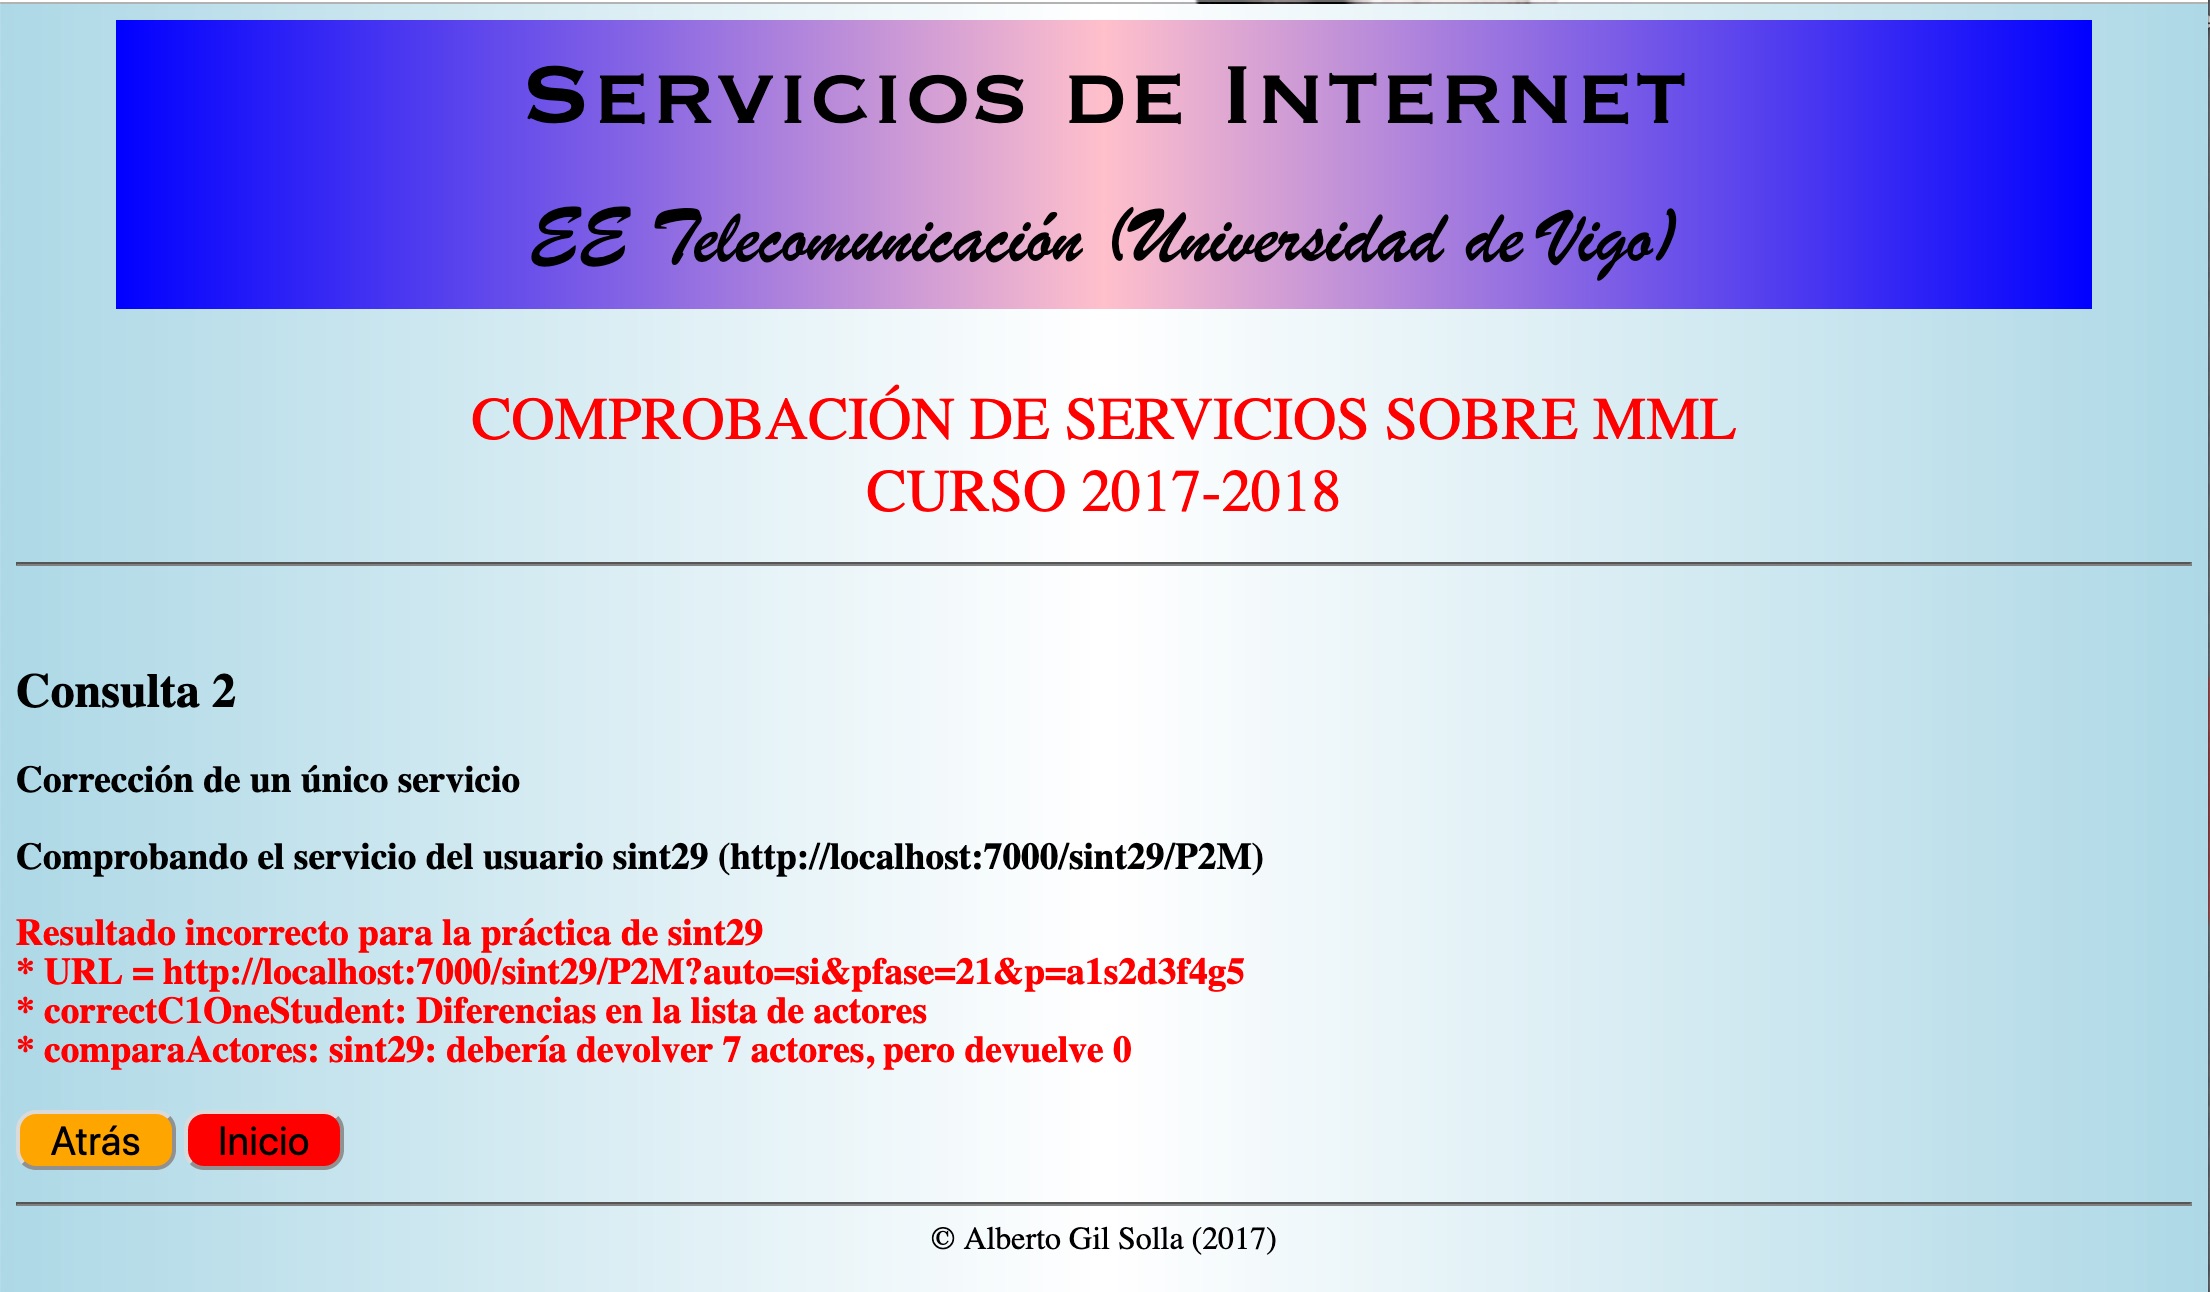 SERVICIOS DE INTERNET
EE Telecomunicación (Universidad de Vigo)
COMPROBACIÓN DE SERVICIOS SOBRE MML
CURSO 2017-2018
Consulta 2
Corrección de un único servicio
Comprobando el servicio del usuario sint29 (http://localhost:7000/sint29/P2M)
Resultado incorrecto para la práctica de sint29
* URL = http://localhost:7000/sint29/P2M?auto=si&pfase=21&p=a1s2d3f4g5
* correctC1OneStudent: Diferencias en la lista de actores
* comparaActores: sint29: debería devolver 7 actores, pero devuelve 0
Atrás Inicio
© Alberto Gil Solla (2017)